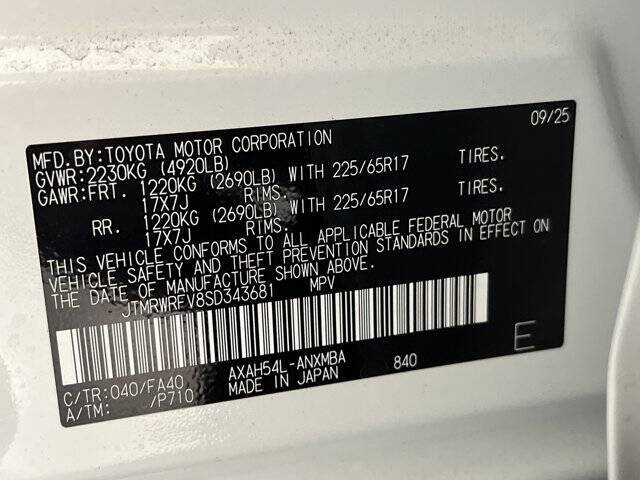 09/25
MFD.BY:TOYOTA MOTOR CORPORATION
GVWR:2230KG (4920LB)
GAWR:FRT. 1220KG (2690LB) WITH 225/65R17 TIRES.
17X7J RIMS.
RR. 1220KG (2690LB) WITH 225/65R17 TIRES.
17X7J RIMS.
THIS VEHICLE CONFORMS TO ALL APPLICABLE FEDERAL MOTOR
VEHICLE SAFETY AND THEFT PREVENTION STANDARDS IN EFFECT ON
THE DATE OF MANUFACTURE SHOWN ABOVE.
JTMRWRFV8SD343681 MPV
C/TR:040/FA40 AXAH54L-ANXMBA 840 E
A/TM: /P710 MADE IN JAPAN